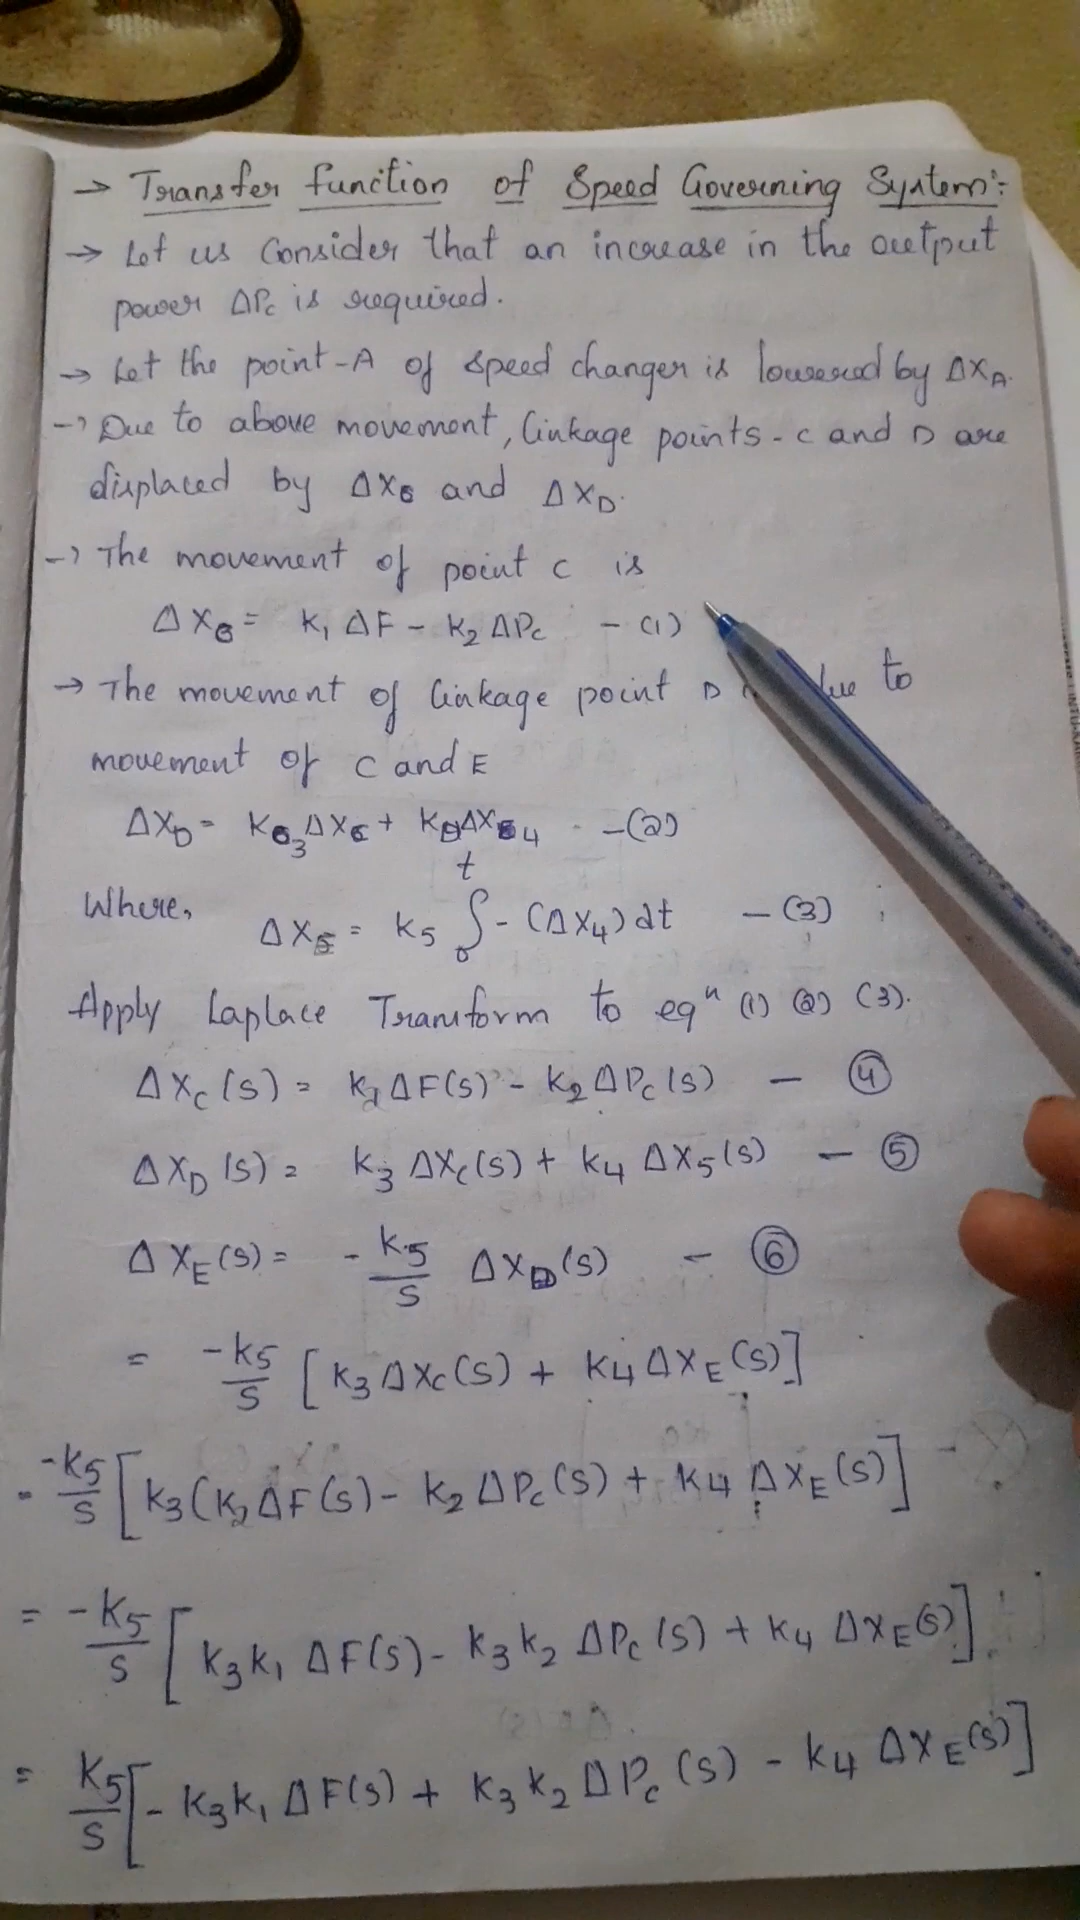 → Transfer function of Speed Governing System:-
→ Let us Consider that an increase in the output
power ΔPc is required.
→ Let the point-A of speed changer is lowered by ΔXA.
→ Due to above movement, linkage points - C and D are
displaced by ΔXC and ΔXD.
→ The movement of point C is
ΔXC = K1 ΔF - K2 ΔPc - (1)
→ The movement of linkage point D due to
movement of C and E
ΔXD = K3 ΔXC + ΔX4 - (2)
Where, ΔX5 = K5 ∫₀ᵗ - (ΔX4) dt - (3)
Apply Laplace Transform to eqn (1) (2) (3).
ΔXC(s) = K1 ΔF(s) - K2 ΔPc(s) - ④
ΔXD(s) = K3 ΔXC(s) + K4 ΔX5(s) - ⑤
ΔXE(s) = -K5/S ΔXD(s) - ⑥
= -K5/S [K3 ΔXC(s) + K4 ΔXE(s)]
= -K5/S [K3(K1 ΔF(s) - K2 ΔPc(s) + K4 ΔXE(s)]
= -K5/S [K3K1 ΔF(s) - K3K2 ΔPc(s) + K4 ΔXE(s)]
= K5/S [-K3K1 ΔF(s) + K3K2 ΔPc(s) - K4 ΔXE(s)]